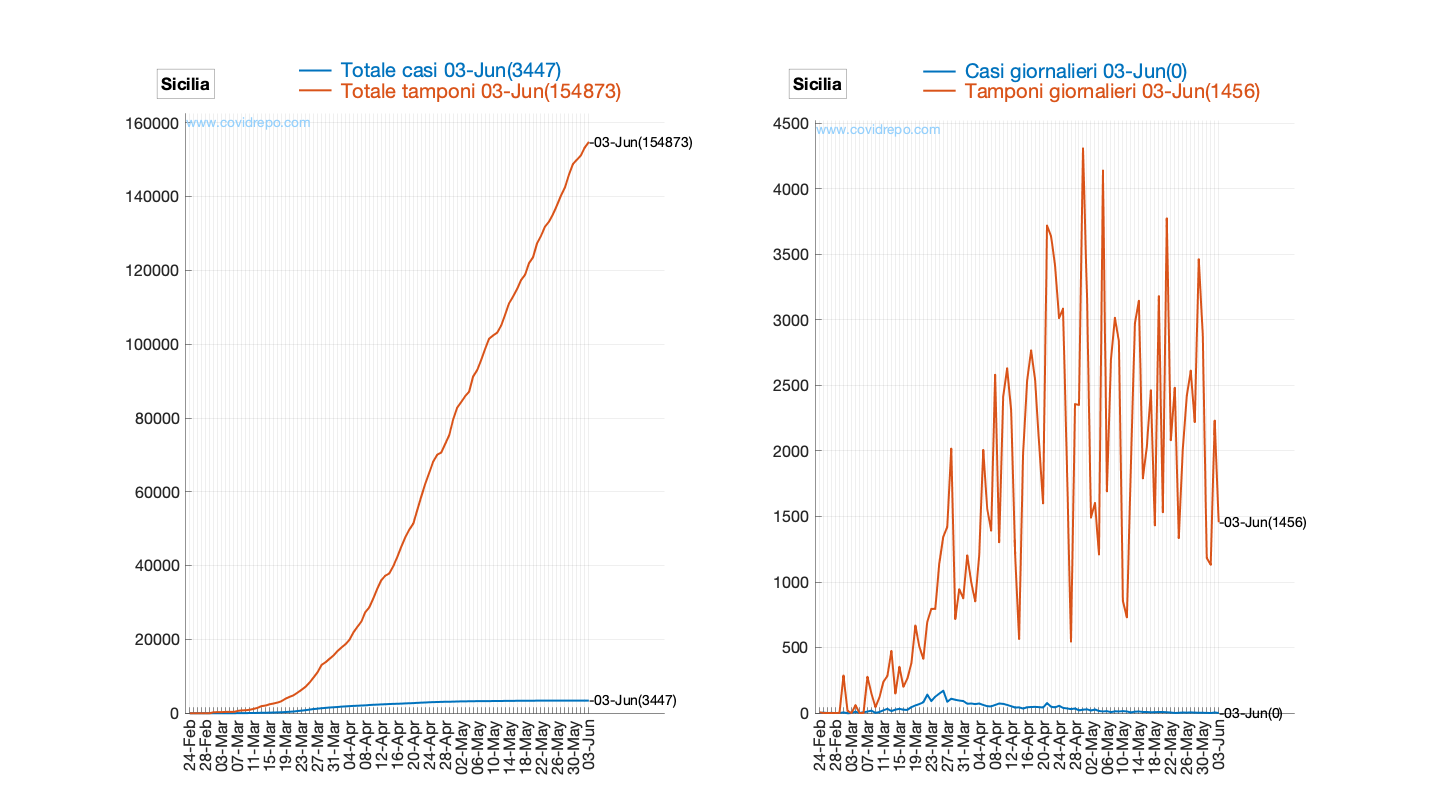 Sicilia
Totale casi 03-Jun(3447)
Totale tamponi 03-Jun(154873)
www.covidrepo.com
160000
140000
120000
100000
80000
60000
40000
20000
0
03-Jun(154873)
03-Jun(3447)
24-Feb
28-Feb
03-Mar
07-Mar
11-Mar
15-Mar
19-Mar
23-Mar
27-Mar
31-Mar
04-Apr
08-Apr
12-Apr
16-Apr
20-Apr
24-Apr
28-Apr
02-May
06-May
10-May
14-May
18-May
22-May
26-May
30-May
03-Jun
Sicilia
Casi giornalieri 03-Jun(0)
Tamponi giornalieri 03-Jun(1456)
www.covidrepo.com
4500
4000
3500
3000
2500
2000
1500
1000
500
0
03-Jun(1456)
03-Jun(0)
24-Feb
28-Feb
03-Mar
07-Mar
11-Mar
15-Mar
19-Mar
23-Mar
27-Mar
31-Mar
04-Apr
08-Apr
12-Apr
16-Apr
20-Apr
24-Apr
28-Apr
02-May
06-May
10-May
14-May
18-May
22-May
26-May
30-May
03-Jun